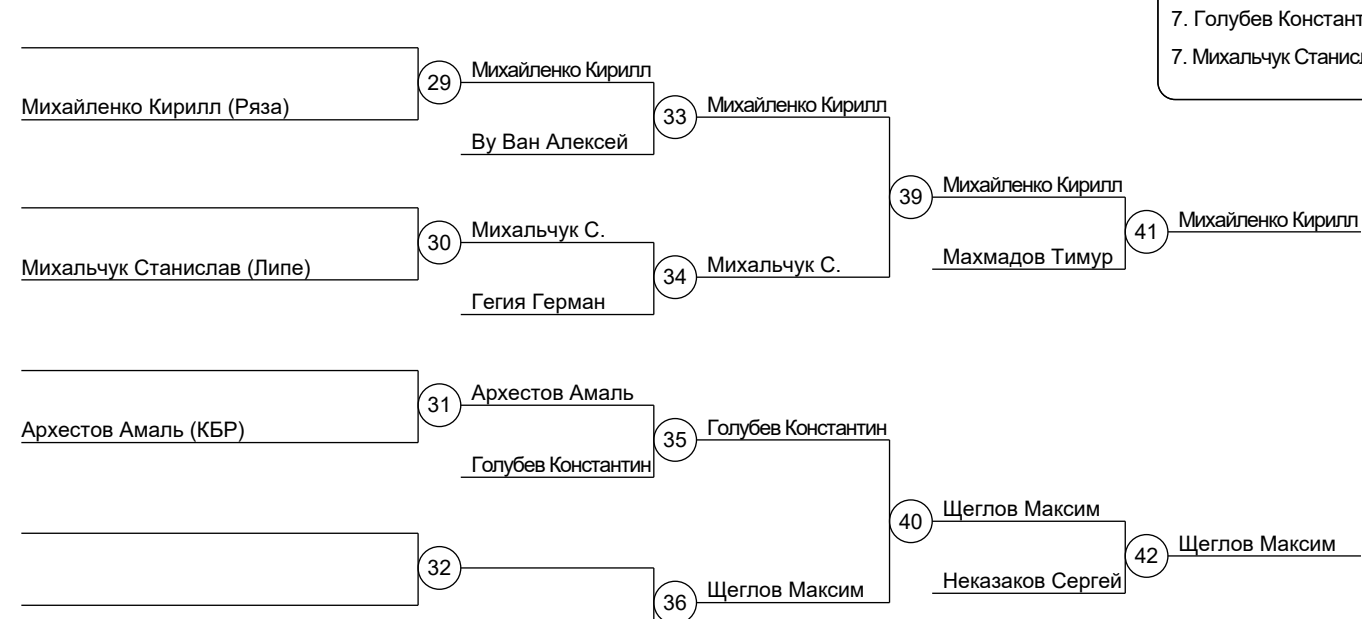 7. Голубев Констант
7. Михальчук Станисл
29
Михайленко Кирилл
Михайленко Кирилл (Ряза)
33
Михайленко Кирилл
Ву Ван Алексей
39
Михайленко Кирилл
41
Михайленко Кирилл
Махмадов Тимур
30
Михальчук С.
Михальчук Станислав (Липе)
34
Михальчук С.
Гегия Герман
31
Архестов Амаль
Архестов Амаль (КБР)
35
Голубев Константин
Голубев Константин
40
Щеглов Максим
42
Щеглов Максим
Неказаков Сергей
32
36
Щеглов Максим